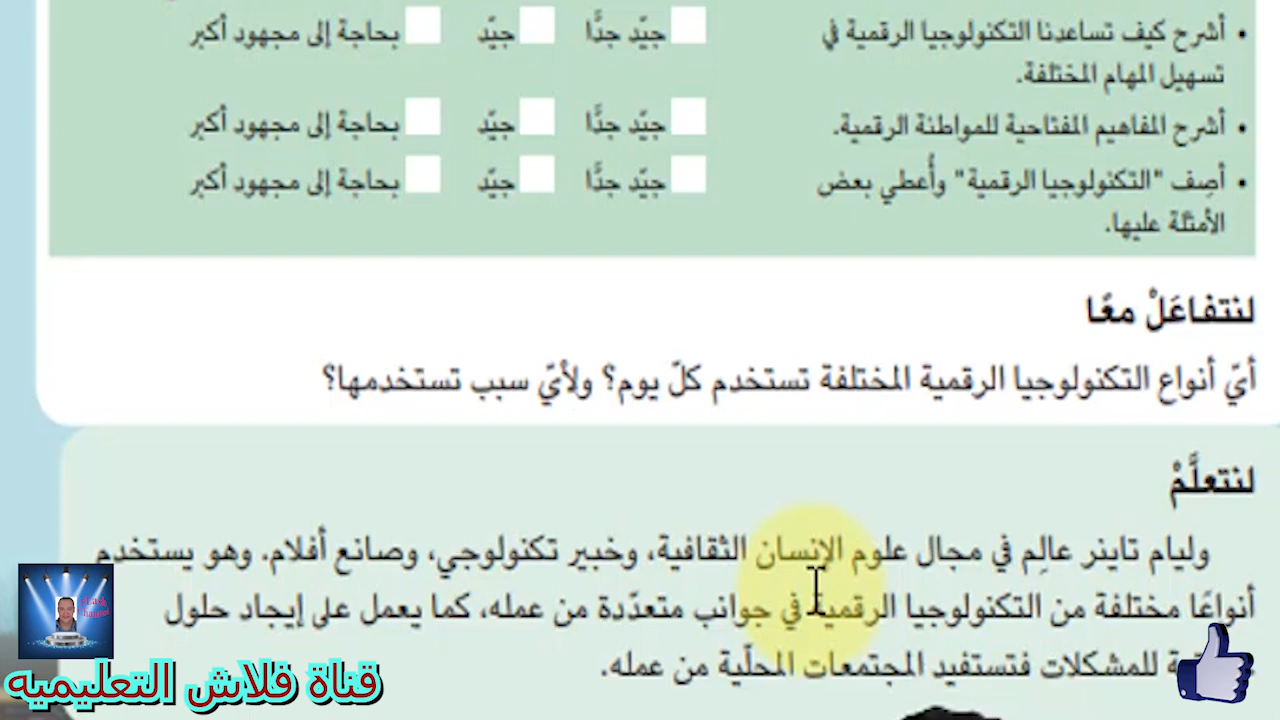 • أشرح كيف تساعدنا التكنولوجيا الرقمية في تسهيل المهام المختلفة. جيّد جدًّا جيّد بحاجة إلى مجهود أكبر
• أشرح المفاهيم المفتاحية للمواطنة الرقمية. جيّد جدًّا جيّد بحاجة إلى مجهود أكبر
• أصِف "التكنولوجيا الرقمية" وأُعطي بعض الأمثلة عليها. جيّد جدًّا جيّد بحاجة إلى مجهود أكبر
لنتفاعَلْ معًا
أيّ أنواع التكنولوجيا الرقمية المختلفة تستخدم كلّ يوم؟ ولأيّ سبب تستخدمها؟
لنتعلَّمْ
وليام تاينر عالِم في مجال علوم الإنسان الثقافية، وخبير تكنولوجي، وصانع أفلام. وهو يستخدم
أنواعًا مختلفة من التكنولوجيا الرقمية في جوانب متعدّدة من عمله، كما يعمل على إيجاد حلول
للمشكلات فتستفيد المجتمعات المحلّية من عمله.
قناة فلاش التعليميه